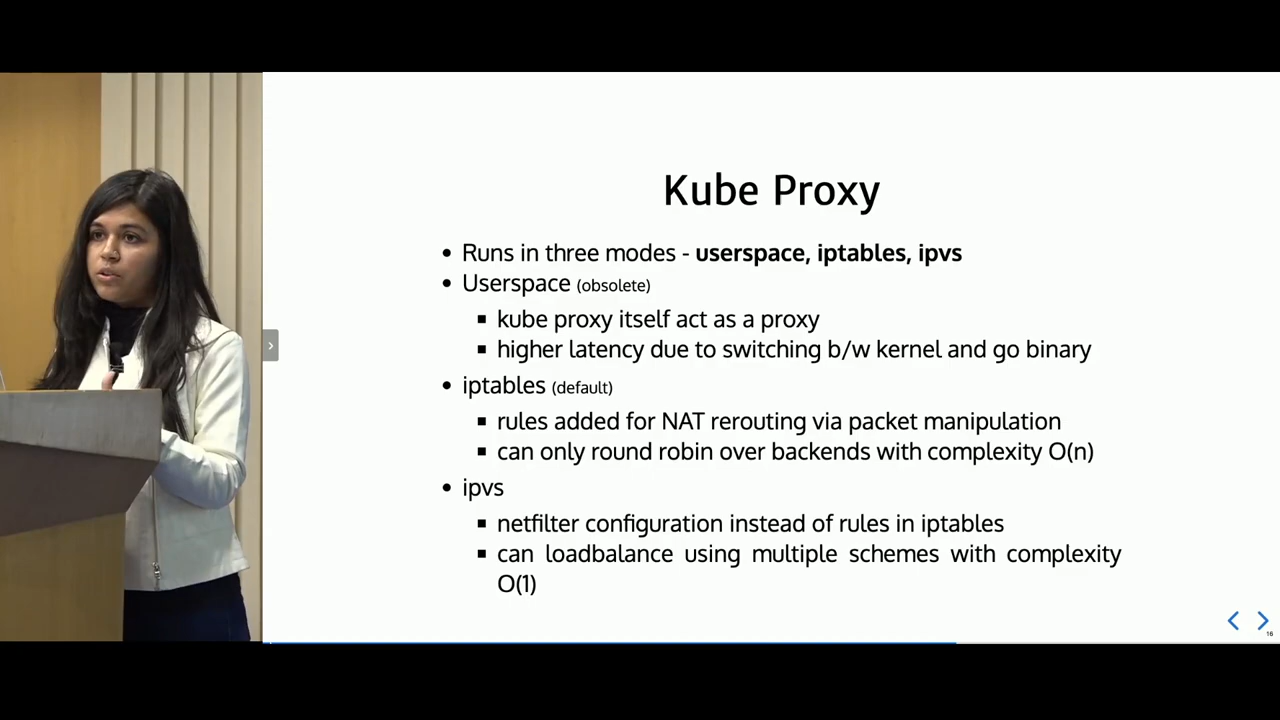 Kube Proxy
• Runs in three modes - userspace, iptables, ipvs
• Userspace (obsolete)
▪ kube proxy itself act as a proxy
▪ higher latency due to switching b/w kernel and go binary
• iptables (default)
▪ rules added for NAT rerouting via packet manipulation
▪ can only round robin over backends with complexity O(n)
• ipvs
▪ netfilter configuration instead of rules in iptables
▪ can loadbalance using multiple schemes with complexity
O(1)
16